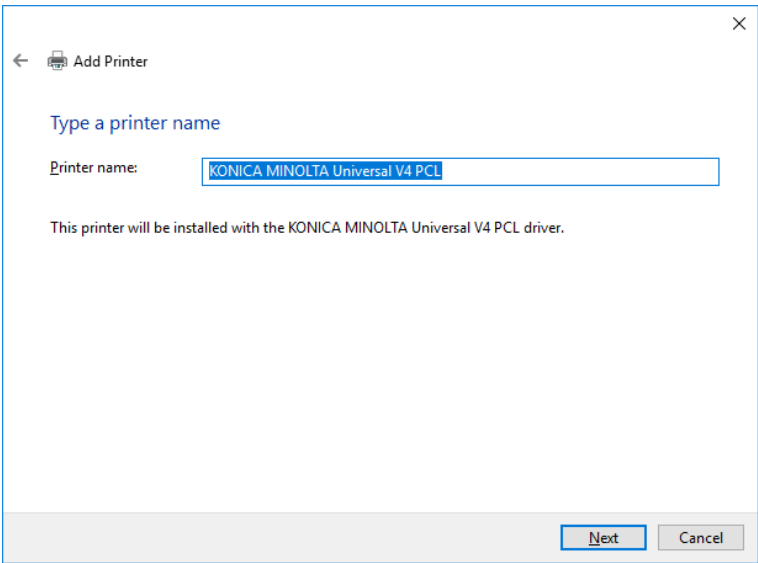 Add Printer
Type a printer name
Printer name: KONICA MINOLTA Universal V4 PCL
This printer will be installed with the KONICA MINOLTA Universal V4 PCL driver.
Next Cancel